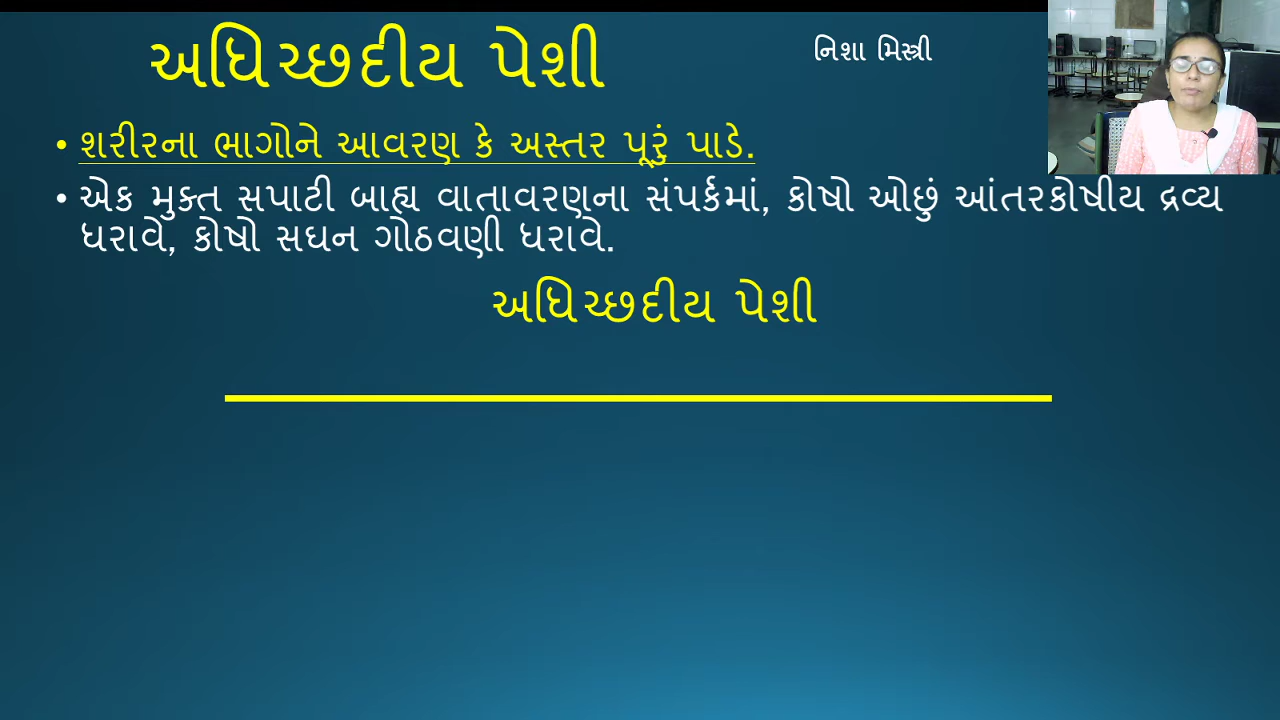 અધિચ્છદીય પેશી
નિશા મિસ્ત્રી
• શરીરના ભાગોને આવરણ કે અસ્તર પૂરું પાડે.
• એક મુક્ત સપાટી બાહ્ય વાતાવરણના સંપર્કમાં, કોષો ઓછું આંતરકોષીય દ્રવ્ય
ધરાવે, કોષો સઘન ગોઠવણી ધરાવે.
અધિચ્છદીય પેશી